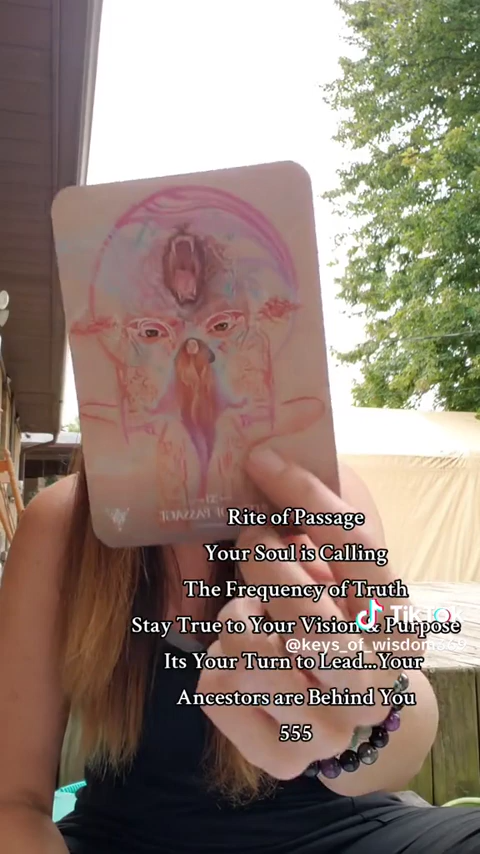 Rite of Passage
Your Soul is Calling
The Frequency of Truth
Stay True to Your Vision & Purpose
TikTok
Its Your Turn to Lead...Your
Ancestors are Behind You
555